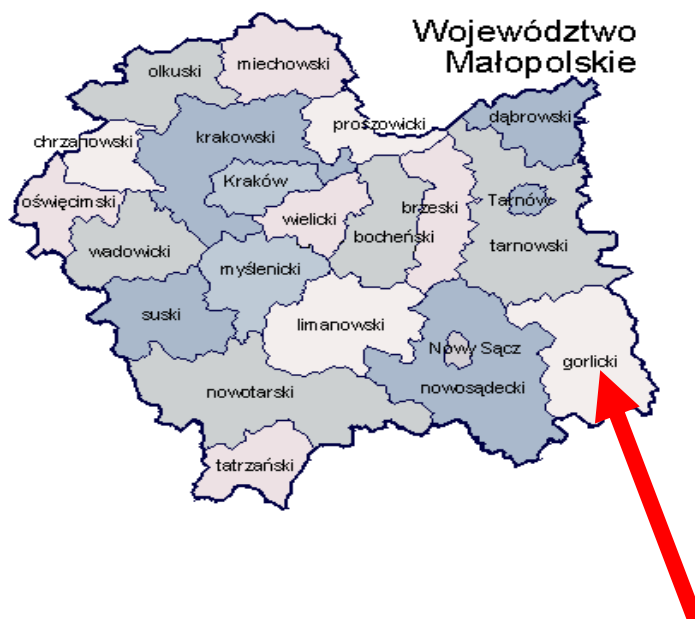 Województwo
Małopolskie
olkuski
miechowski
chrzanowski
krakowski
proszowicki
dąbrowski
oświęcimski
Kraków
wielicki
brzeski
Tarnów
wadowicki
bocheński
tarnowski
myślenicki
suski
limanowski
Nowy Sącz
gorlicki
nowotarski
nowosądecki
tatrzański